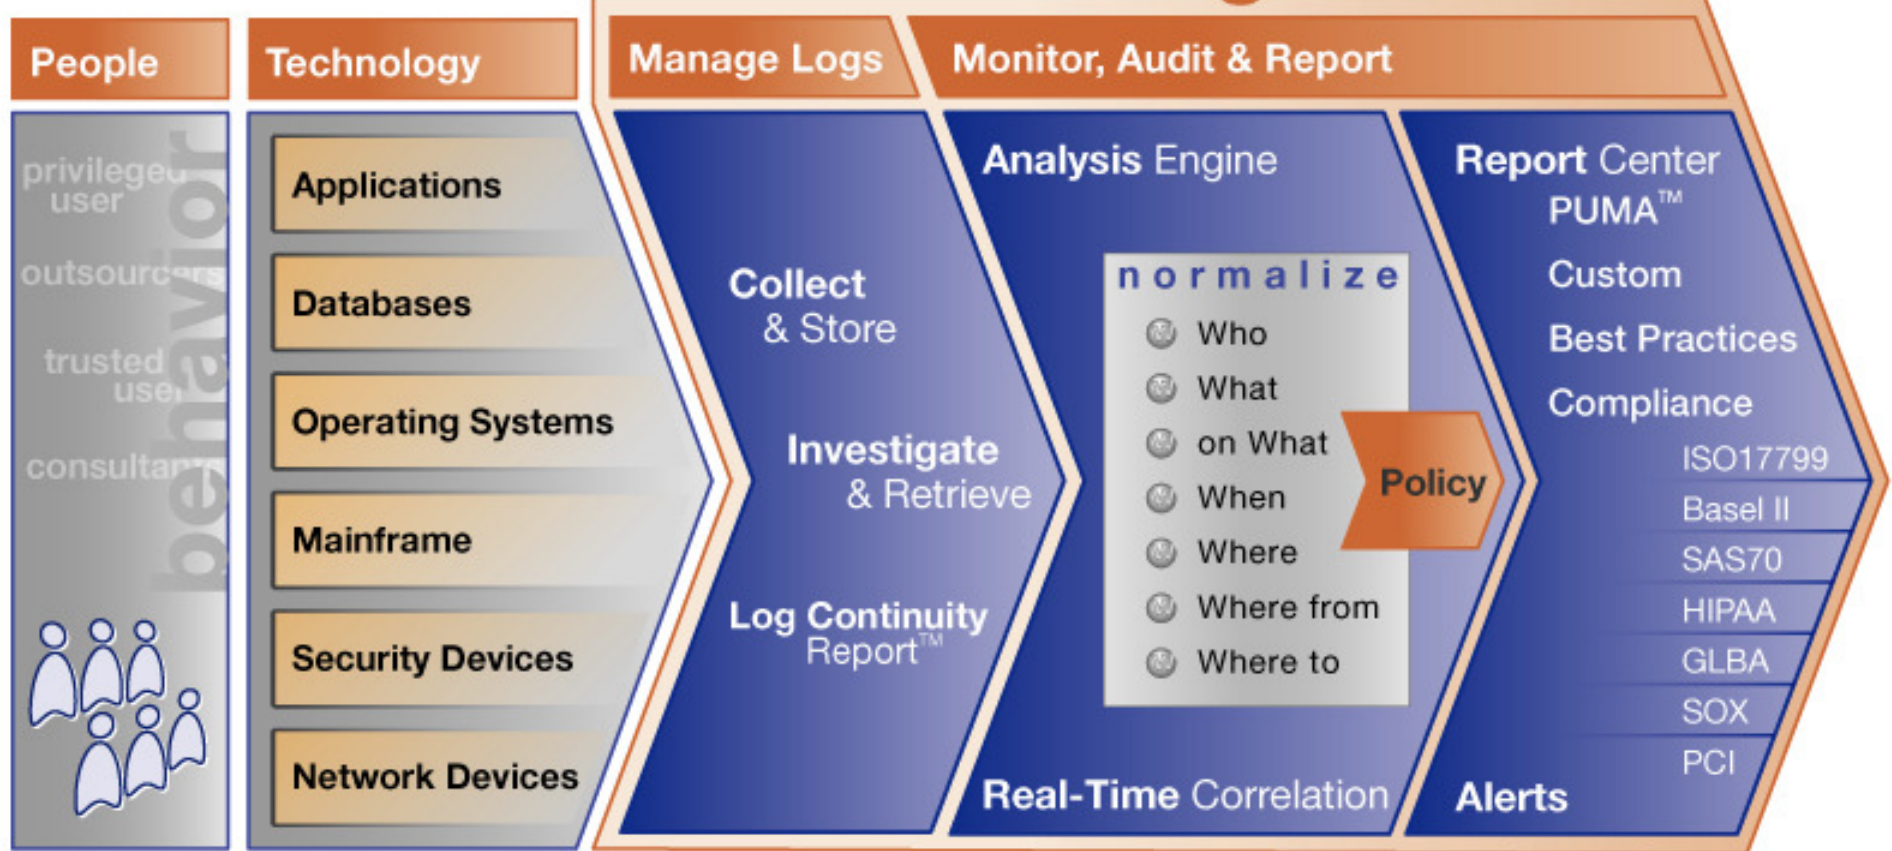 People
Technology
Manage Logs
Monitor, Audit & Report
privileged
user
outsourcers
trusted
user
consultants
behavior
Applications
Databases
Operating Systems
Mainframe
Security Devices
Network Devices
Collect
& Store
Investigate
& Retrieve
Log Continuity
Report™
Analysis Engine
normalize
Who
What
on What
When
Where
Where from
Where to
Policy
Real-Time Correlation
Report Center
PUMA™
Custom
Best Practices
Compliance
ISO17799
Basel II
SAS70
HIPAA
GLBA
SOX
PCI
Alerts